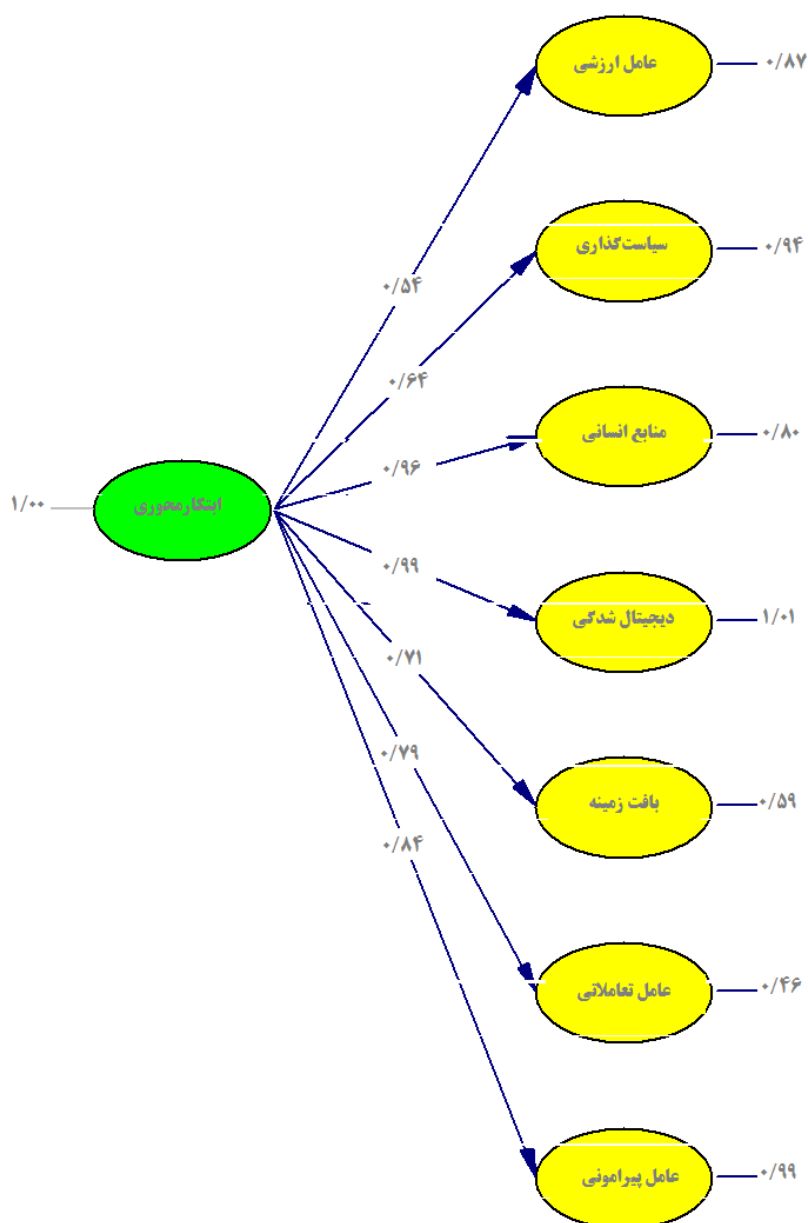 عامل ارزشی
۰/۸۷
سیاست‌گذاری
۰/۹۴
۰/۵۴
۰/۶۴
منابع انسانی
۰/۸۰
۰/۹۶
ابتکارمحوری
۱/۰۰
۰/۹۹
دیجیتال شدگی
۱/۰۱
۰/۷۱
۰/۷۹
بافت زمینه
۰/۵۹
۰/۸۴
عامل تعاملاتی
۰/۴۶
عامل پیرامونی
۰/۹۹